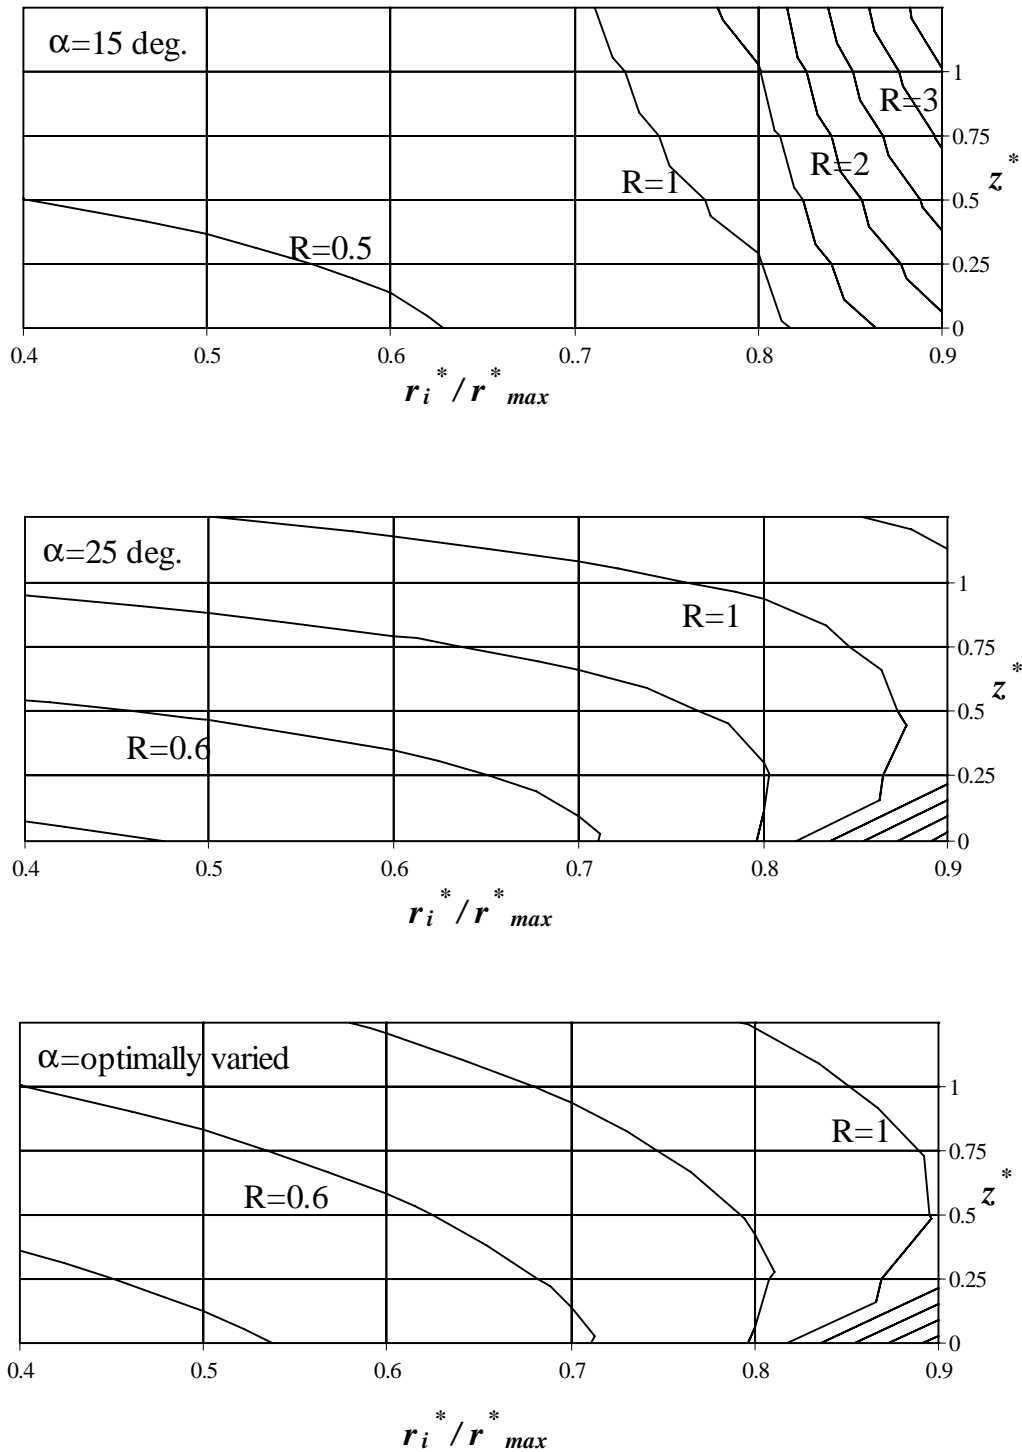 α=15 deg.
R=3
R=2
R=1
R=0.5
1
0.75
0.5
0.25
0
z*
0.4 0.5 0.6 0..7 0.8 0.9
r i * / r * max
α=25 deg.
R=1
R=0.6
1
0.75
0.5
0.25
0
z*
0.4 0.5 0.6 0.7 0.8 0.9
r i * / r * max
α=optimally varied
R=1
R=0.6
1
0.75
0.5
0.25
0
z*
0.4 0.5 0.6 0.7 0.8 0.9
r i * / r * max